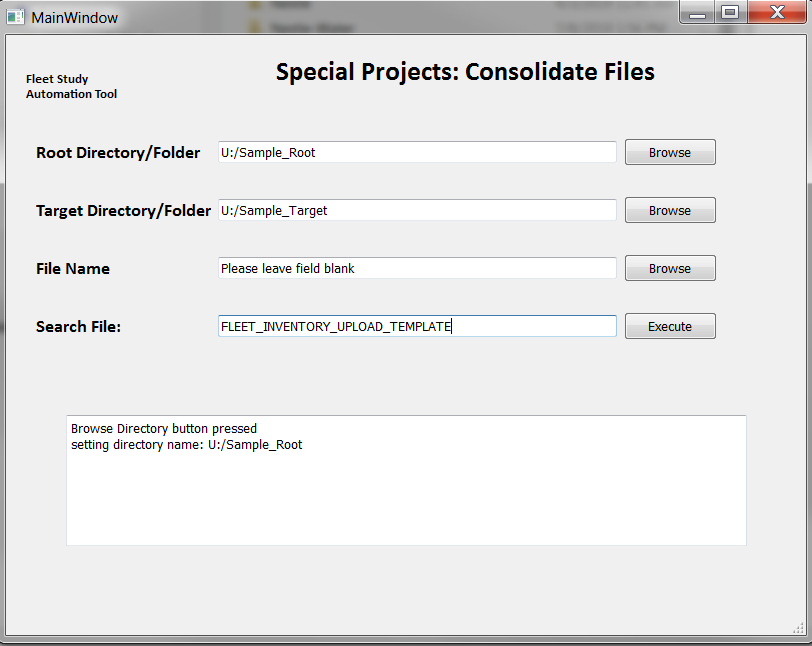 MainWindow
Fleet Study
Automation Tool
Special Projects: Consolidate Files
Root Directory/Folder
U:/Sample_Root
Browse
Target Directory/Folder
U:/Sample_Target
Browse
File Name
Please leave field blank
Browse
Search File:
FLEET_INVENTORY_UPLOAD_TEMPLATE
Execute
Browse Directory button pressed
setting directory name: U:/Sample_Root